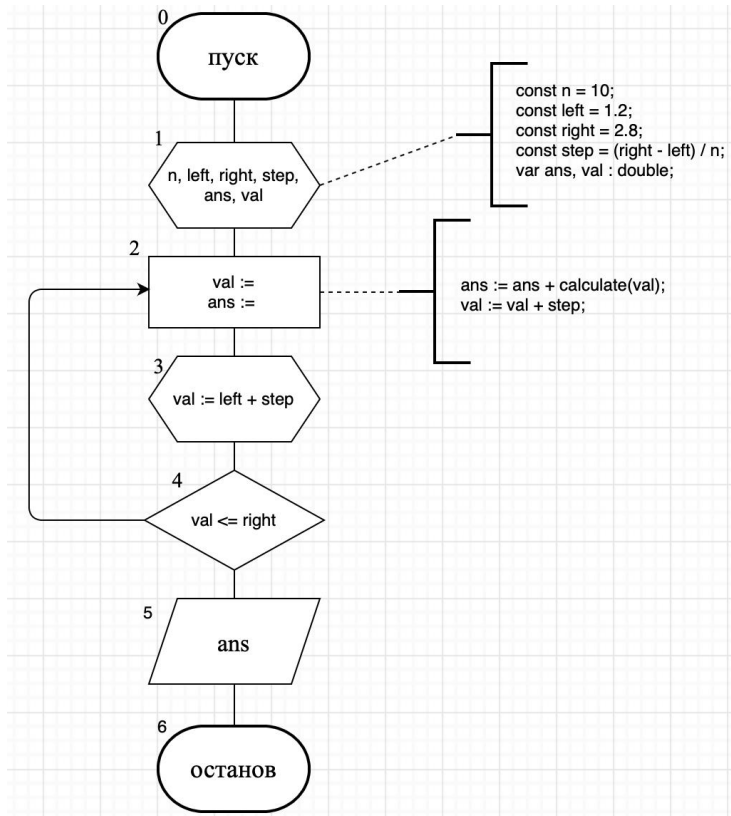 0
пуск
const n = 10;
const left = 1.2;
const right = 2.8;
const step = (right - left) / n;
var ans, val : double;
1
n, left, right, step,
ans, val
2
val :=
ans :=
ans := ans + calculate(val);
val := val + step;
3
val := left + step
4
val <= right
5
ans
6
останов